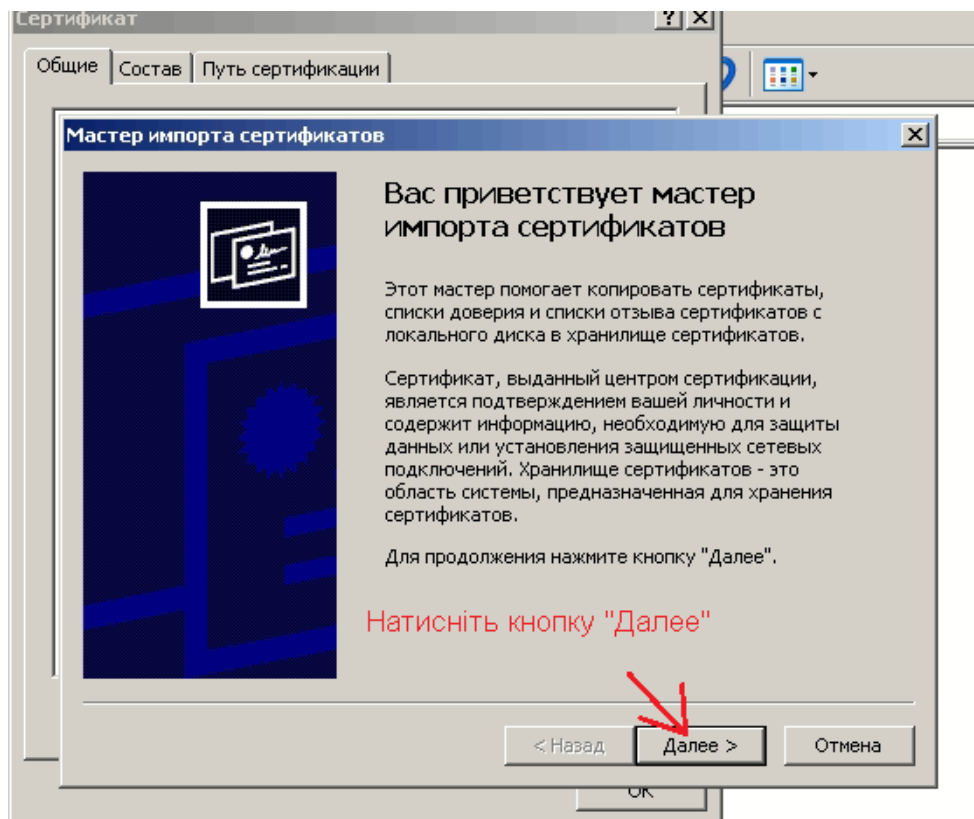 Сертификат
Общие
Состав
Путь сертификации
Мастер импорта сертификатов
Вас приветствует мастер
импорта сертификатов
Этот мастер помогает копировать сертификаты,
списки доверия и списки отзыва сертификатов с
локального диска в хранилище сертификатов.
Сертификат, выданный центром сертификации,
является подтверждением вашей личности и
содержит информацию, необходимую для защиты
данных или установления защищенных сетевых
подключений. Хранилище сертификатов - это
область системы, предназначенная для хранения
сертификатов.
Для продолжения нажмите кнопку "Далее".
Натисніть кнопку "Далее"
< Назад
Далее >
Отмена
ОК